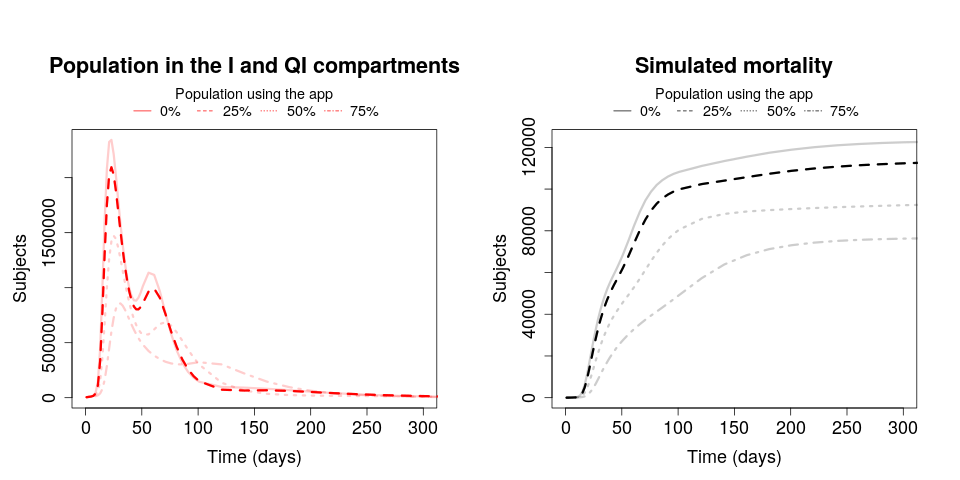 Population in the I and QI compartments
Population using the app
0% 25% 50% 75%
Subjects
0 500000 1500000
0 50 100 150 200 250 300
Time (days)
Simulated mortality
Population using the app
0% 25% 50% 75%
Subjects
0 40000 80000 120000
0 50 100 150 200 250 300
Time (days)